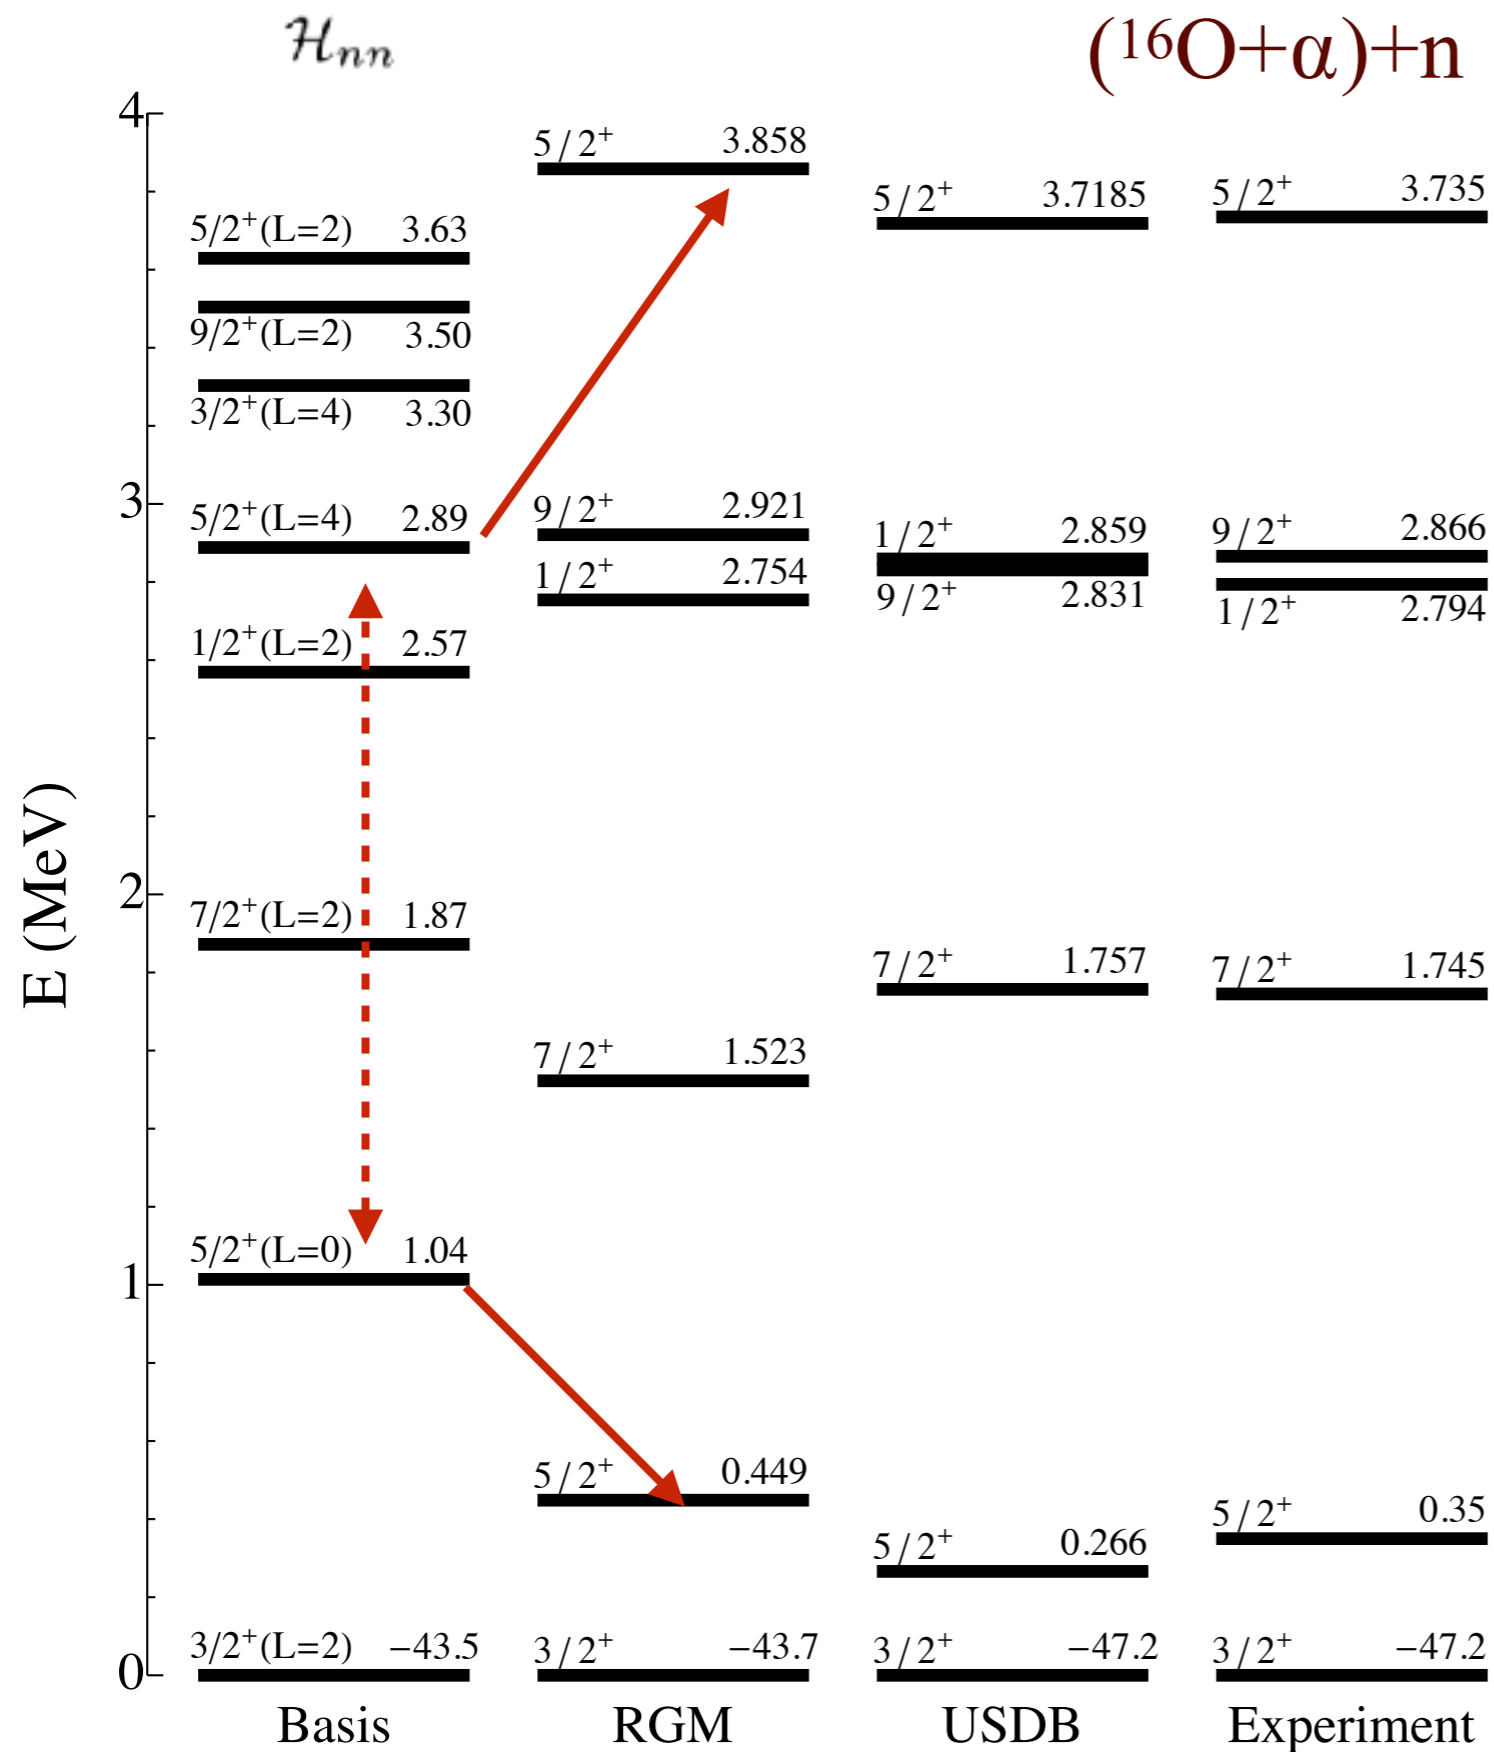 ℋₙₙ
(¹⁶O+α)+n
E (MeV)
4
3
2
1
0
5/2⁺(L=2) 3.63
9/2⁺(L=2) 3.50
3/2⁺(L=4) 3.30
5/2⁺(L=4) 2.89
1/2⁺(L=2) 2.57
7/2⁺(L=2) 1.87
5/2⁺(L=0) 1.04
3/2⁺(L=2) −43.5
Basis
5/2⁺ 3.858
9/2⁺ 2.921
1/2⁺ 2.754
7/2⁺ 1.523
5/2⁺ 0.449
3/2⁺ −43.7
RGM
5/2⁺ 3.7185
1/2⁺ 2.859
9/2⁺ 2.831
7/2⁺ 1.757
5/2⁺ 0.266
3/2⁺ −47.2
USDB
5/2⁺ 3.735
9/2⁺ 2.866
1/2⁺ 2.794
7/2⁺ 1.745
5/2⁺ 0.35
3/2⁺ −47.2
Experiment